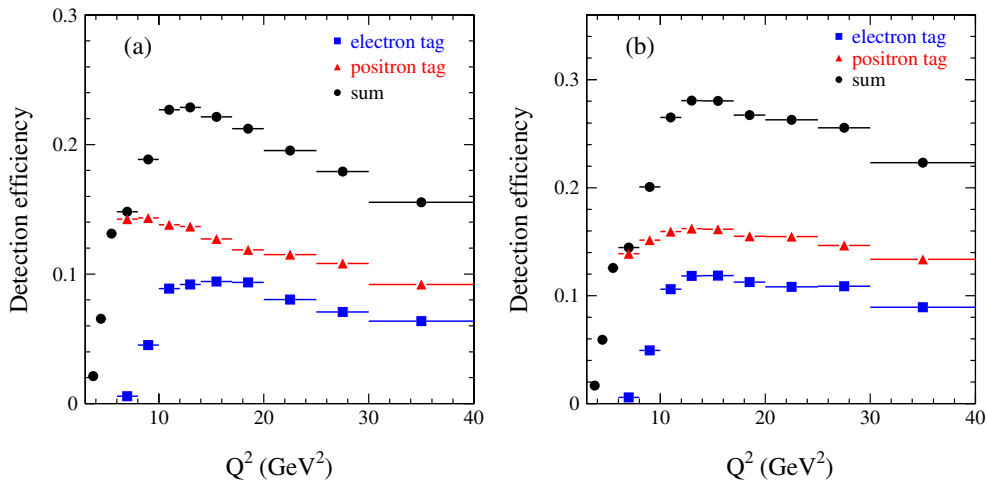 (a)
electron tag
positron tag
sum
Detection efficiency
0.3
0.2
0.1
0
10 20 30 40
Q² (GeV²)
(b)
electron tag
positron tag
sum
Detection efficiency
0.3
0.2
0.1
0
10 20 30 40
Q² (GeV²)